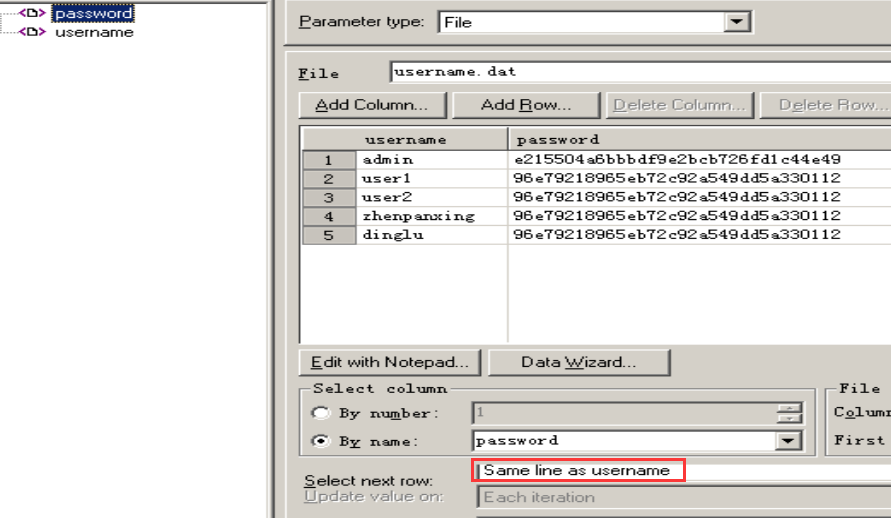 password
username
Parameter type: File
File username.dat
Add Column... Add Row... Delete Column... Delete Row...
username password
1 admin e215504a6bbbdf9e2bcb726fd1c44e49
2 user1 96e79218965eb72c92a549dd5a330112
3 user2 96e79218965eb72c92a549dd5a330112
4 zhenpanxing 96e79218965eb72c92a549dd5a330112
5 dinglu 96e79218965eb72c92a549dd5a330112
Edit with Notepad... Data Wizard...
Select column File
By number: 1 Column
By name: password First
Select next row: Same line as username
Update value on: Each iteration